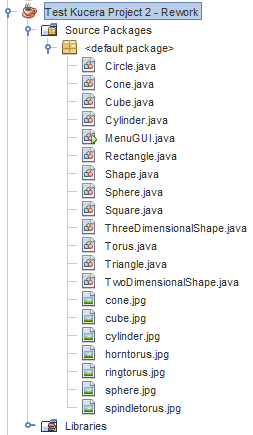 Test Kucera Project 2 - Rework
Source Packages
<default package>
Circle.java
Cone.java
Cube.java
Cylinder.java
MenuGUI.java
Rectangle.java
Shape.java
Sphere.java
Square.java
ThreeDimensionalShape.java
Torus.java
Triangle.java
TwoDimensionalShape.java
cone.jpg
cube.jpg
cylinder.jpg
horntorus.jpg
ringtorus.jpg
sphere.jpg
spindletorus.jpg
Libraries